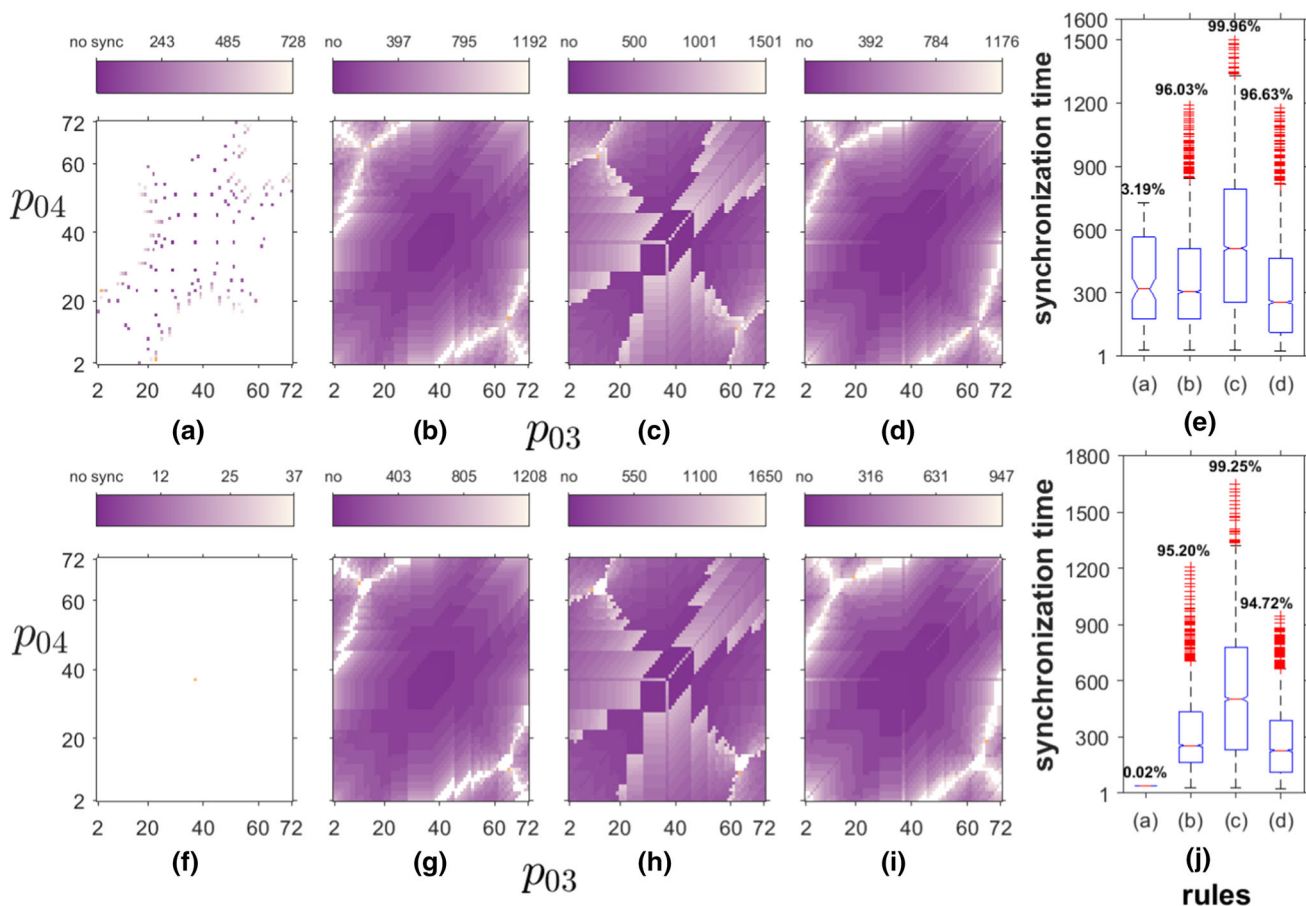 no sync 243 485 728
no 397 795 1192
no 500 1001 1501
no 392 784 1176
72
60
40
20
2
p04
2 20 40 60 72
2 20 40 60 72
2 20 40 60 72
2 20 40 60 72
(a) (b) (c) (d)
p03
synchronization time
1600
1500
1200
900
600
300
1
3.19%
96.03%
99.96%
96.63%
(a) (b) (c) (d)
(e)
no sync 12 25 37
no 403 805 1208
no 550 1100 1650
no 316 631 947
72
60
40
20
2
p04
2 20 40 60 72
2 20 40 60 72
2 20 40 60 72
2 20 40 60 72
(f) (g) (h) (i)
p03
synchronization time
1800
1500
1200
900
600
300
1
0.02%
95.20%
99.25%
94.72%
(a) (b) (c) (d)
(j)
rules